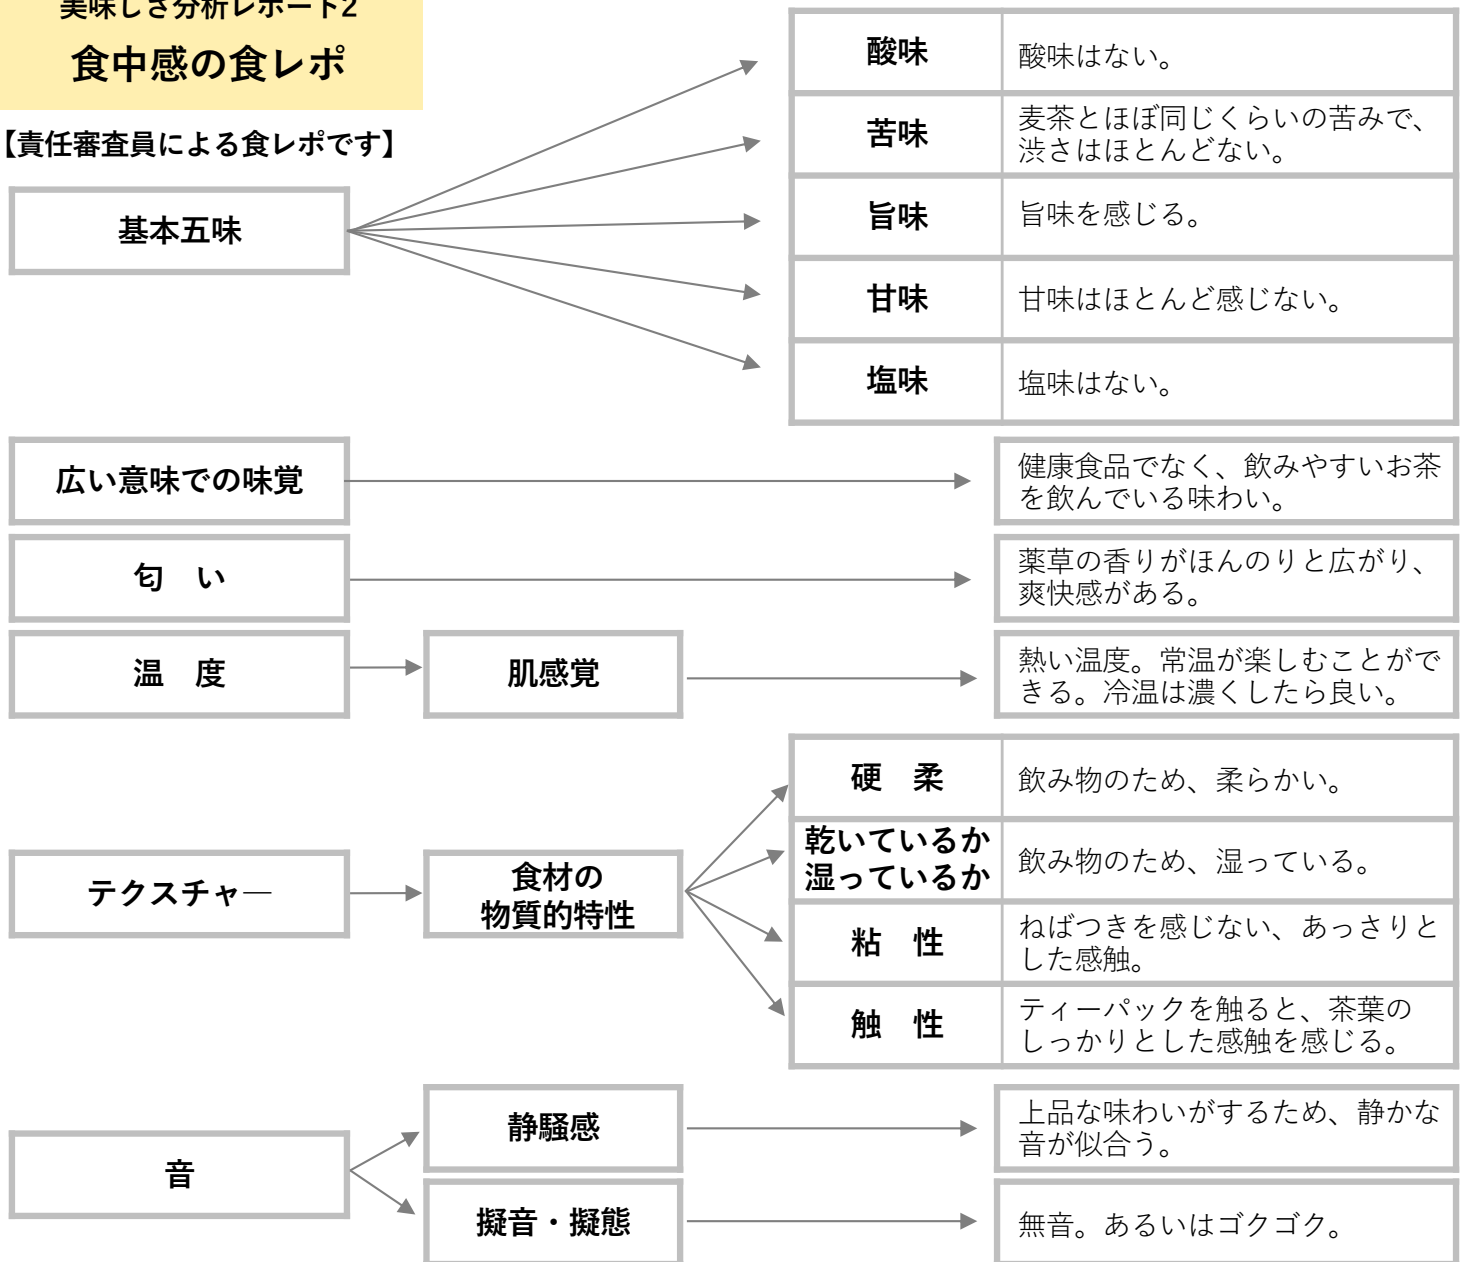 美味しさ分析レポート2
食中感の食レポ
【責任審査員による食レポです】
基本五味
酸味
酸味はない。
苦味
麦茶とほぼ同じくらいの苦みで、
渋さはほとんどない。
旨味
旨味を感じる。
甘味
甘味はほとんど感じない。
塩味
塩味はない。
広い意味での味覚
健康食品でなく、飲みやすいお茶
を飲んでいる味わい。
匂　い
薬草の香りがほんのりと広がり、
爽快感がある。
温　度
肌感覚
熱い温度。常温が楽しむことがで
きる。冷温は濃くしたら良い。
テクスチャー
食材の
物質的特性
硬　柔
飲み物のため、柔らかい。
乾いているか
湿っているか
飲み物のため、湿っている。
粘　性
ねばつきを感じない、あっさりと
した感触。
触　性
ティーパックを触ると、茶葉の
しっかりとした感触を感じる。
音
静騒感
上品な味わいがするため、静かな
音が似合う。
擬音・擬態
無音。あるいはゴクゴク。